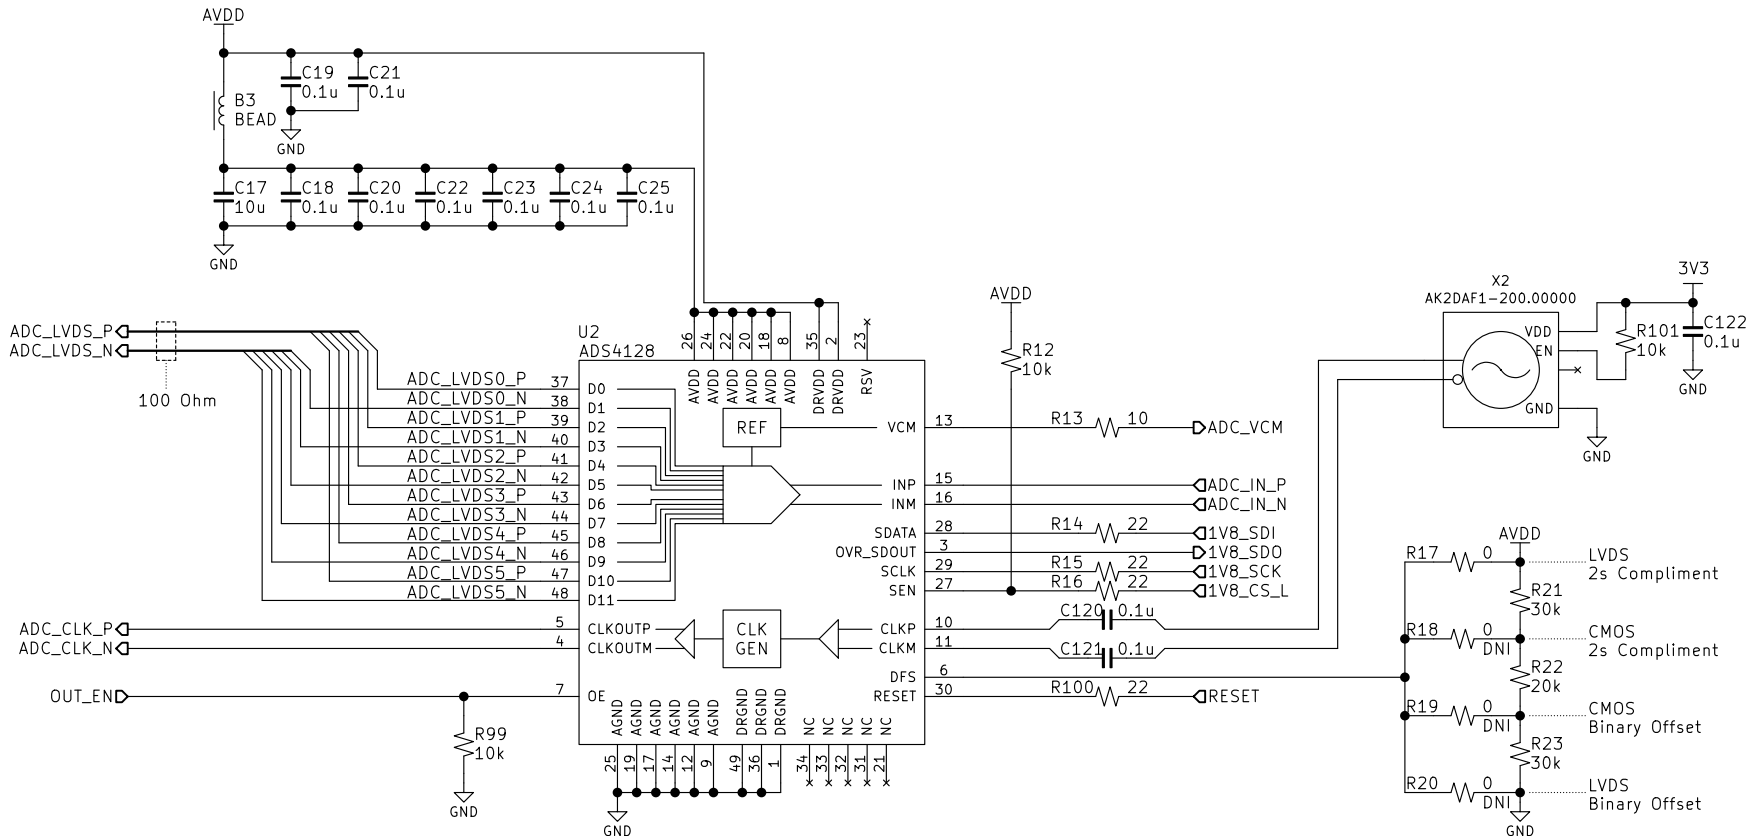 AVDD
C19
0.1u
C21
0.1u
B3
BEAD
GND
C17
10u
C18
0.1u
C20
0.1u
C22
0.1u
C23
0.1u
C24
0.1u
C25
0.1u
GND
ADC_LVDS_P
ADC_LVDS_N
100 Ohm
U2
ADS4128
26
24
22
20
18
8
35
2
23
AVDD
AVDD
AVDD
AVDD
AVDD
AVDD
DRVDD
DRVDD
RSV
ADC_LVDS0_P 37 D0
ADC_LVDS0_N 38 D1
ADC_LVDS1_P 39 D2
ADC_LVDS1_N 40 D3
ADC_LVDS2_P 41 D4
ADC_LVDS2_N 42 D5
ADC_LVDS3_P 43 D6
ADC_LVDS3_N 44 D7
ADC_LVDS4_P 45 D8
ADC_LVDS4_N 46 D9
ADC_LVDS5_P 47 D10
ADC_LVDS5_N 48 D11
ADC_CLK_P 5 CLKOUTP
ADC_CLK_N 4 CLKOUTM
OUT_EN 7 OE
R99
10k
GND
REF
CLK
GEN
AVDD
R12
10k
VCM 13 R13 10 ADC_VCM
INP 15 ADC_IN_P
INM 16 ADC_IN_N
SDATA 28 R14 22 1V8_SDI
OVR_SDOUT 3 1V8_SDO
SCLK 29 R15 22 1V8_SCK
SEN 27 R16 22 1V8_CS_L
CLKP 10 C120 0.1u
CLKM 11 C121 0.1u
DFS 6
RESET 30 R100 22 RESET
AGND
AGND
AGND
AGND
AGND
AGND
DRGND
DRGND
DRGND
NC
NC
NC
NC
NC
25
19
17
14
12
9
49
36
1
34
33
32
31
21
GND
X2
AK2DAF1-200.00000
VDD
EN
GND
GND
3V3
R101
10k
C122
0.1u
GND
AVDD
R17 0
LVDS
2s Compliment
R21
30k
R18 0
DNI
CMOS
2s Compliment
R22
20k
R19 0
DNI
CMOS
Binary Offset
R23
30k
R20 0
DNI
LVDS
Binary Offset
GND